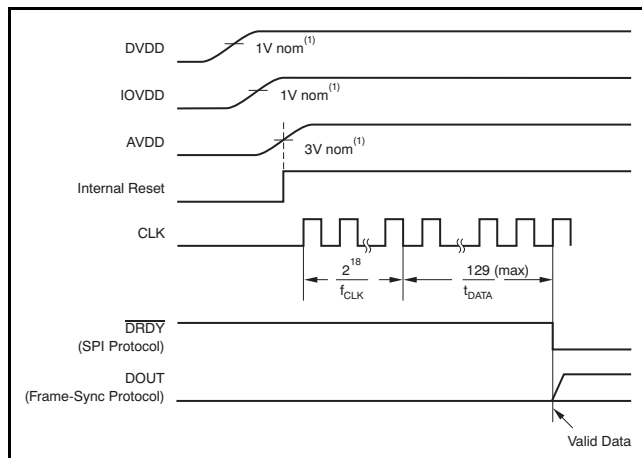 DVDD
1V nom(1)
IOVDD
1V nom(1)
AVDD
3V nom(1)
Internal Reset
CLK
2^18
f_CLK
129 (max)
t_DATA
DRDY
(SPI Protocol)
DOUT
(Frame-Sync Protocol)
Valid Data